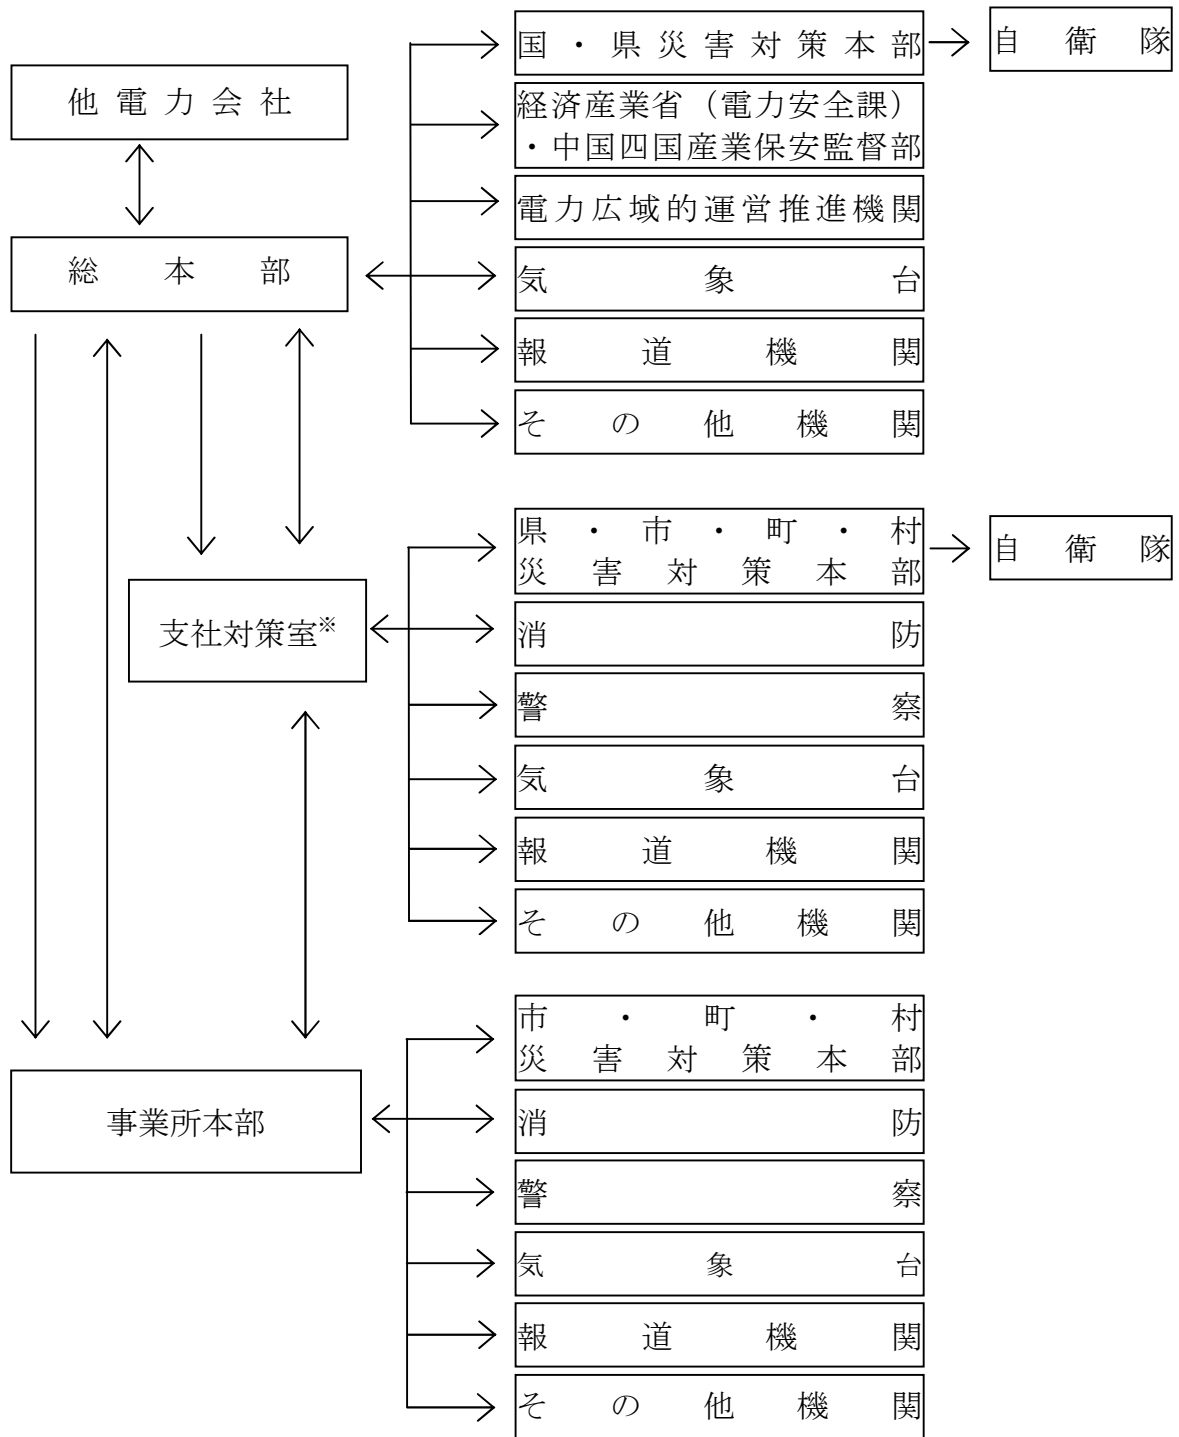 国・県災害対策本部
自衛隊
他電力会社
経済産業省（電力安全課）
・中国四国産業保安監督部
電力広域的運営推進機関
総本部
気象台
報道機関
その他機関
県・市・町・村
災害対策本部
自衛隊
支社対策室※
消防
警察
気象台
報道機関
その他機関
市・町・村
災害対策本部
事業所本部
消防
警察
気象台
報道機関
その他機関